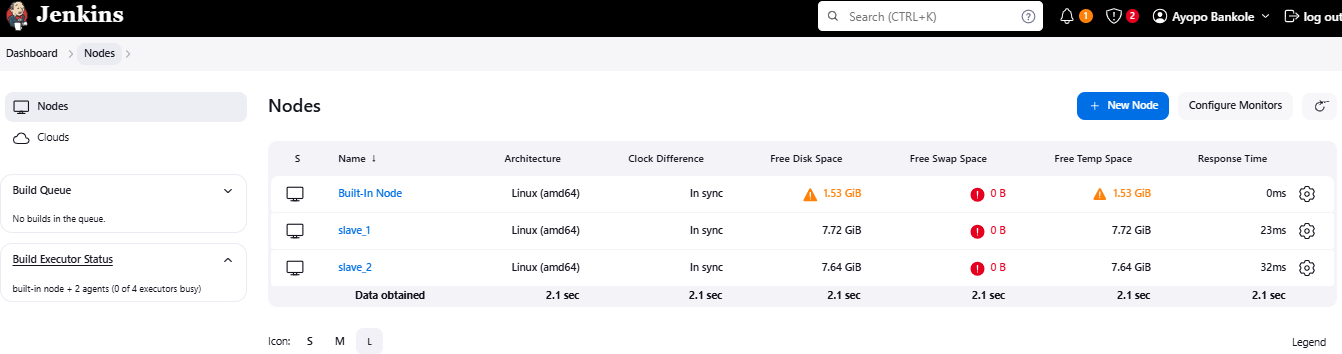 Jenkins
Search (CTRL+K)
1
2
Ayopo Bankole
log out
Dashboard
Nodes
Nodes
Clouds
Build Queue
No builds in the queue.
Build Executor Status
built-in node + 2 agents (0 of 4 executors busy)
Nodes
+ New Node
Configure Monitors
S Name ↓ Architecture Clock Difference Free Disk Space Free Swap Space Free Temp Space Response Time
Built-In Node Linux (amd64) In sync 1.53 GiB 0 B 1.53 GiB 0ms
slave_1 Linux (amd64) In sync 7.72 GiB 0 B 7.72 GiB 23ms
slave_2 Linux (amd64) In sync 7.64 GiB 0 B 7.64 GiB 32ms
Data obtained 2.1 sec 2.1 sec 2.1 sec 2.1 sec 2.1 sec 2.1 sec
Icon: S M L
Legend